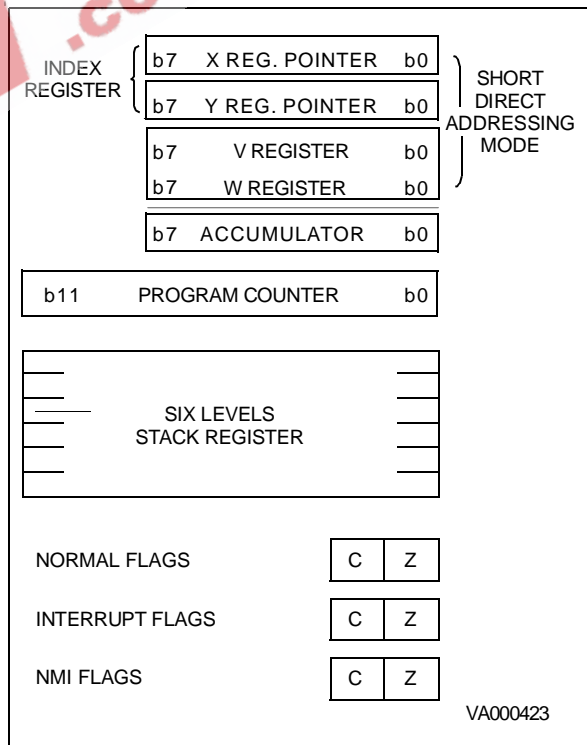 INDEX
REGISTER
b7 X REG. POINTER b0
b7 Y REG. POINTER b0
b7 V REGISTER b0
b7 W REGISTER b0
SHORT
DIRECT
ADDRESSING
MODE
b7 ACCUMULATOR b0
b11 PROGRAM COUNTER b0
SIX LEVELS
STACK REGISTER
NORMAL FLAGS C Z
INTERRUPT FLAGS C Z
NMI FLAGS C Z
VA000423